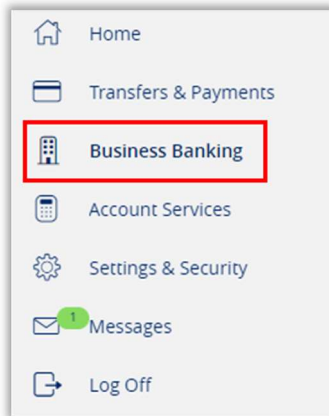 Home
Transfers & Payments
Business Banking
Account Services
Settings & Security
1
Messages
Log Off